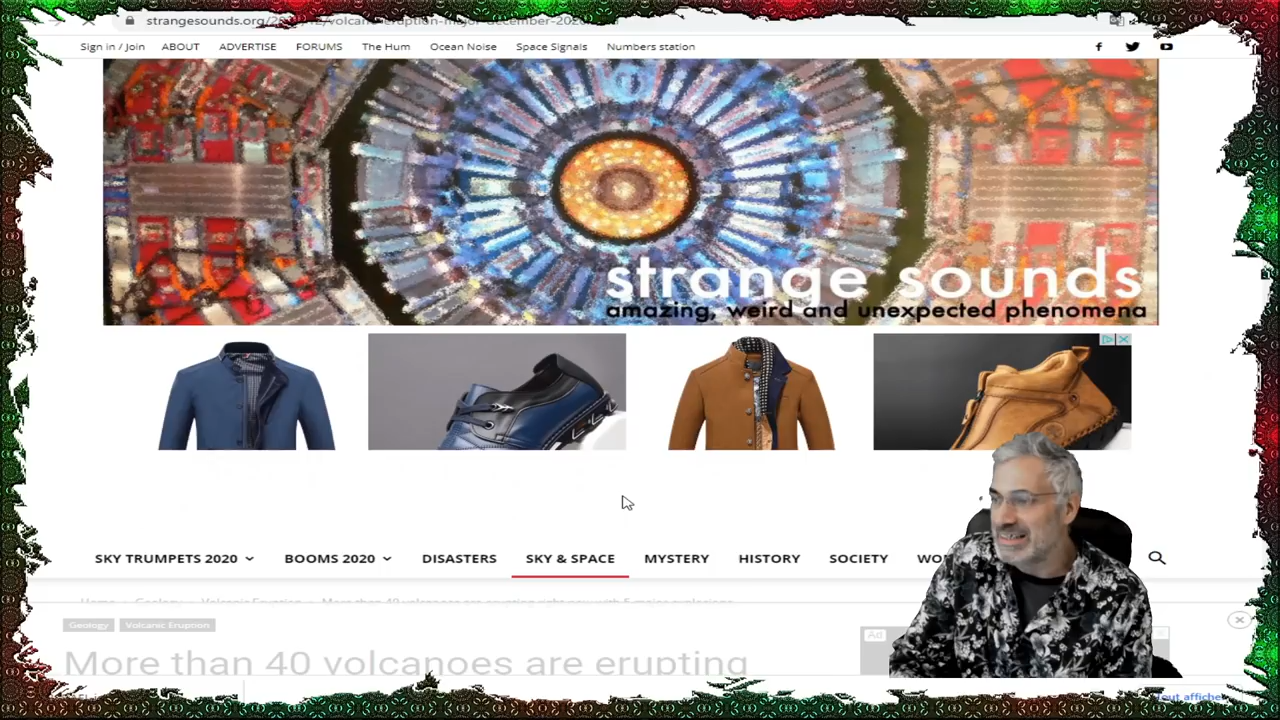 strangesounds.org/
Sign in / Join ABOUT ADVERTISE FORUMS The Hum Ocean Noise Space Signals Numbers station
strange sounds
amazing, weird and unexpected phenomena
SKY TRUMPETS 2020 BOOMS 2020 DISASTERS SKY & SPACE MYSTERY HISTORY SOCIETY
Geology Volcanic Eruption
Ad
More than 40 volcanoes are erupting